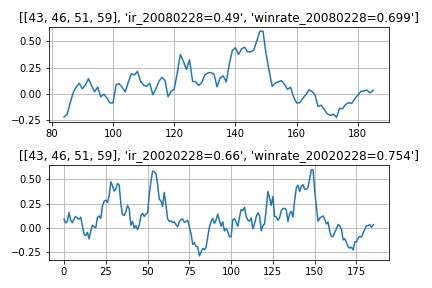 [[43, 46, 51, 59], 'ir_20080228=0.49', 'winrate_20080228=0.699']
0.50
0.25
0.00
−0.25
80 100 120 140 160 180
[[43, 46, 51, 59], 'ir_20020228=0.66', 'winrate_20020228=0.754']
0.50
0.25
0.00
−0.25
0 25 50 75 100 125 150 175